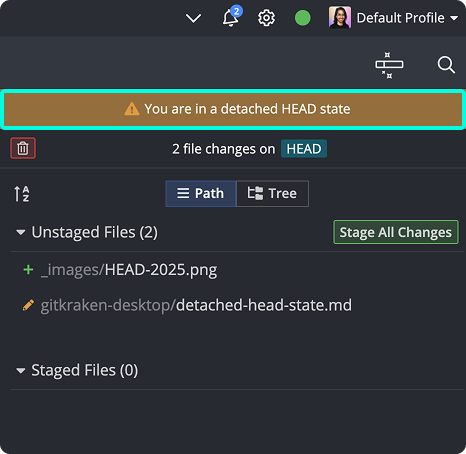 2
Default Profile
You are in a detached HEAD state
2 file changes on HEAD
A
Z
Path
Tree
Unstaged Files (2)
Stage All Changes
_images/HEAD-2025.png
gitkraken-desktop/detached-head-state.md
Staged Files (0)